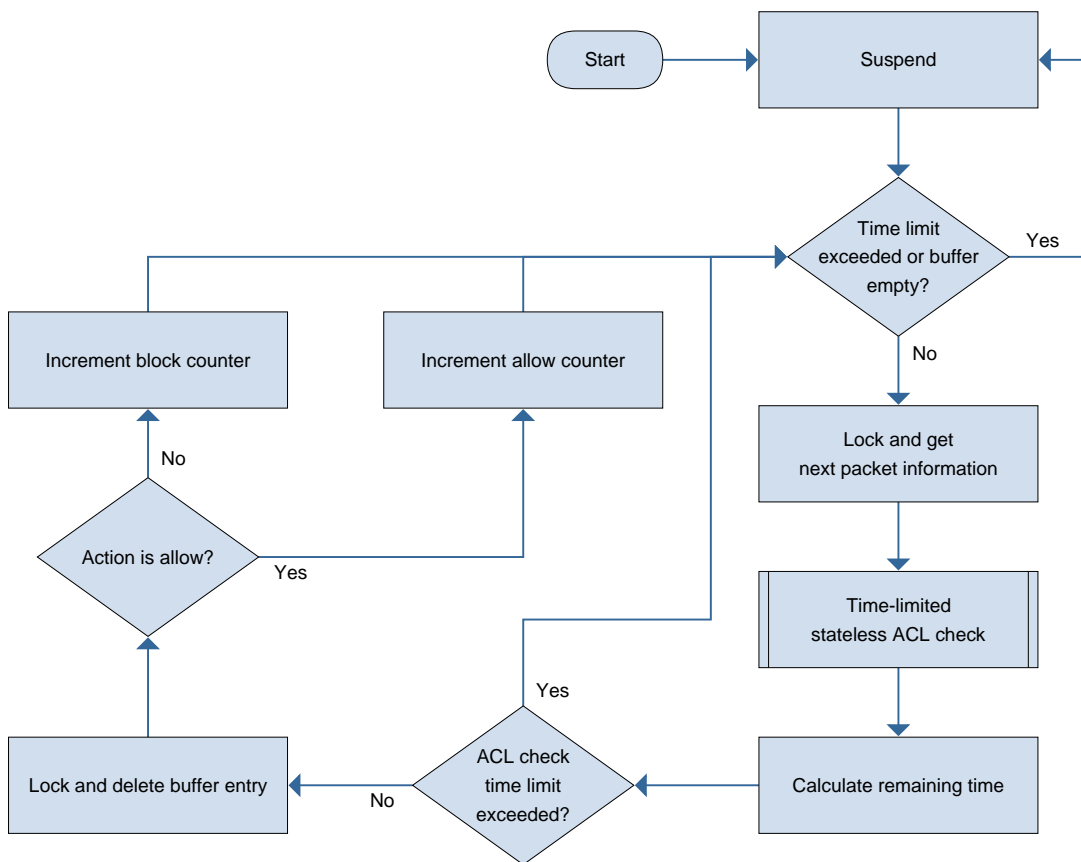 Start
Suspend
Time limit
exceeded or buffer
empty?
Yes
No
Increment block counter
Increment allow counter
Lock and get
next packet information
No
Action is allow?
Yes
Time-limited
stateless ACL check
Yes
Lock and delete buffer entry
No
ACL check
time limit
exceeded?
Calculate remaining time